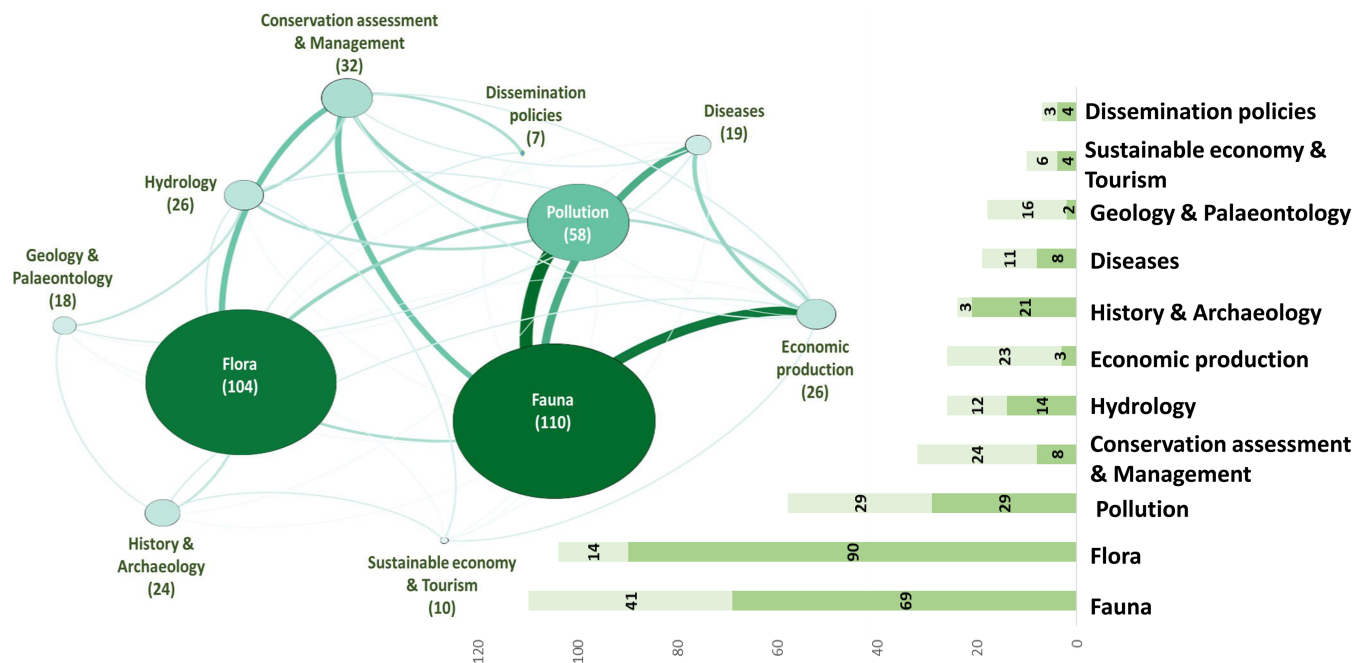 Conservation assessment
& Management
(32)
Dissemination
policies
(7)
Diseases
(19)
Hydrology
(26)
Pollution
(58)
Geology &
Palaeontology
(18)
Flora
(104)
Fauna
(110)
Economic
production
(26)
History &
Archaeology
(24)
Sustainable economy
& Tourism
(10)
3 4 Dissemination policies
6 4 Sustainable economy &
Tourism
16 2 Geology & Palaeontology
11 8 Diseases
3 21 History & Archaeology
23 3 Economic production
12 14 Hydrology
24 8 Conservation assessment
& Management
29 29 Pollution
14 90 Flora
41 69 Fauna
120 100 80 60 40 20 0